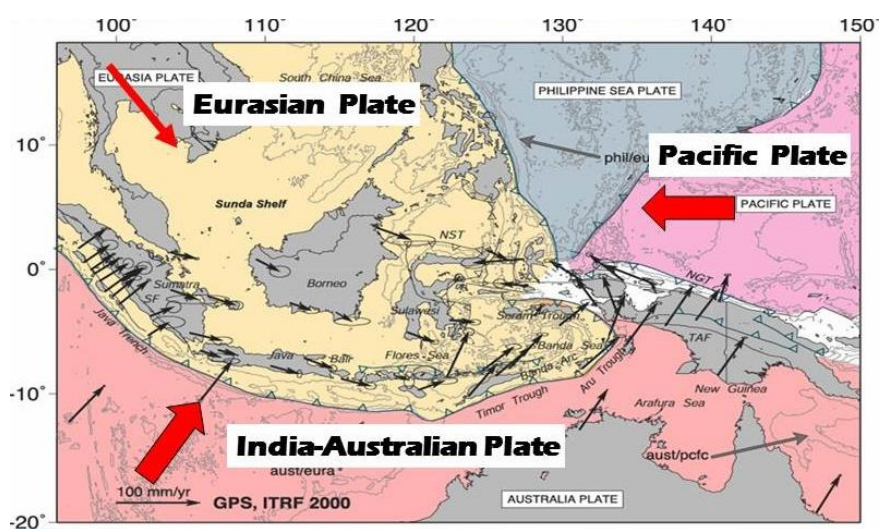 100° 110° 120° 130° 140° 150°
EURASIA PLATE
South China Sea
PHILIPPINE SEA PLATE
Eurasian Plate
10°
phil/eu
Pacific Plate
Sunda Shelf
PACIFIC PLATE
NST
0°
NGT
Sumatra
Borneo
SF
Sulawesi
Seram Trough
Java Trench
TAF
Java
Bali
Flores Sea
Banda Sea
Banda Arc
Aru Trough
-10°
Timor Trough
New Guinea
Arafura Sea
India-Australian Plate
aust/pcfc
aust/eura
100 mm/yr
GPS, ITRF 2000
AUSTRALIA PLATE
-20°